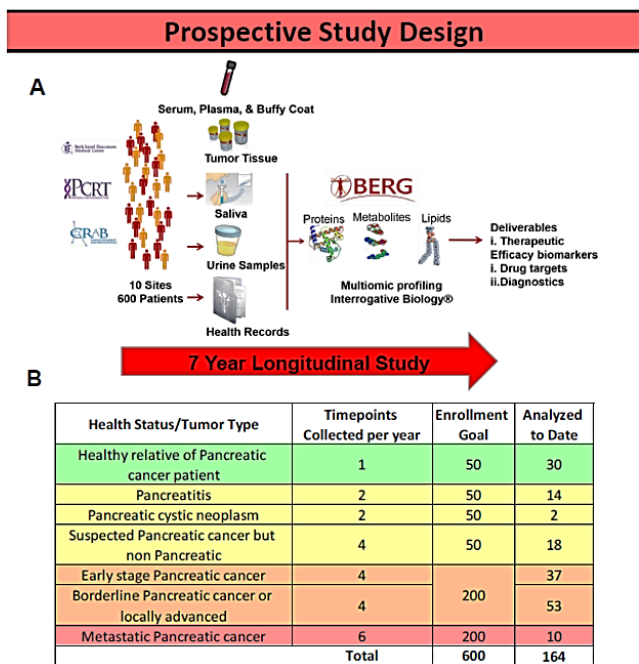 Prospective Study Design
A
Serum, Plasma, & Buffy Coat
Tumor Tissue
PCRT
CRAB
Saliva
Urine Samples
10 Sites
600 Patients
Health Records
BERG
Proteins
Metabolites
Lipids
Multiomic profiling
Interrogative Biology®
Deliverables
i. Therapeutic
Efficacy biomarkers
i. Drug targets
ii.Diagnostics
7 Year Longitudinal Study
B
Health Status/Tumor Type
Timepoints
Collected per year
Enrollment
Goal
Analyzed
to Date
Healthy relative of Pancreatic
cancer patient
1
50
30
Pancreatitis
2
50
14
Pancreatic cystic neoplasm
2
50
2
Suspected Pancreatic cancer but
non Pancreatic
4
50
18
Early stage Pancreatic cancer
4
200
37
Borderline Pancreatic cancer or
locally advanced
4
53
Metastatic Pancreatic cancer
6
200
10
Total
600
164